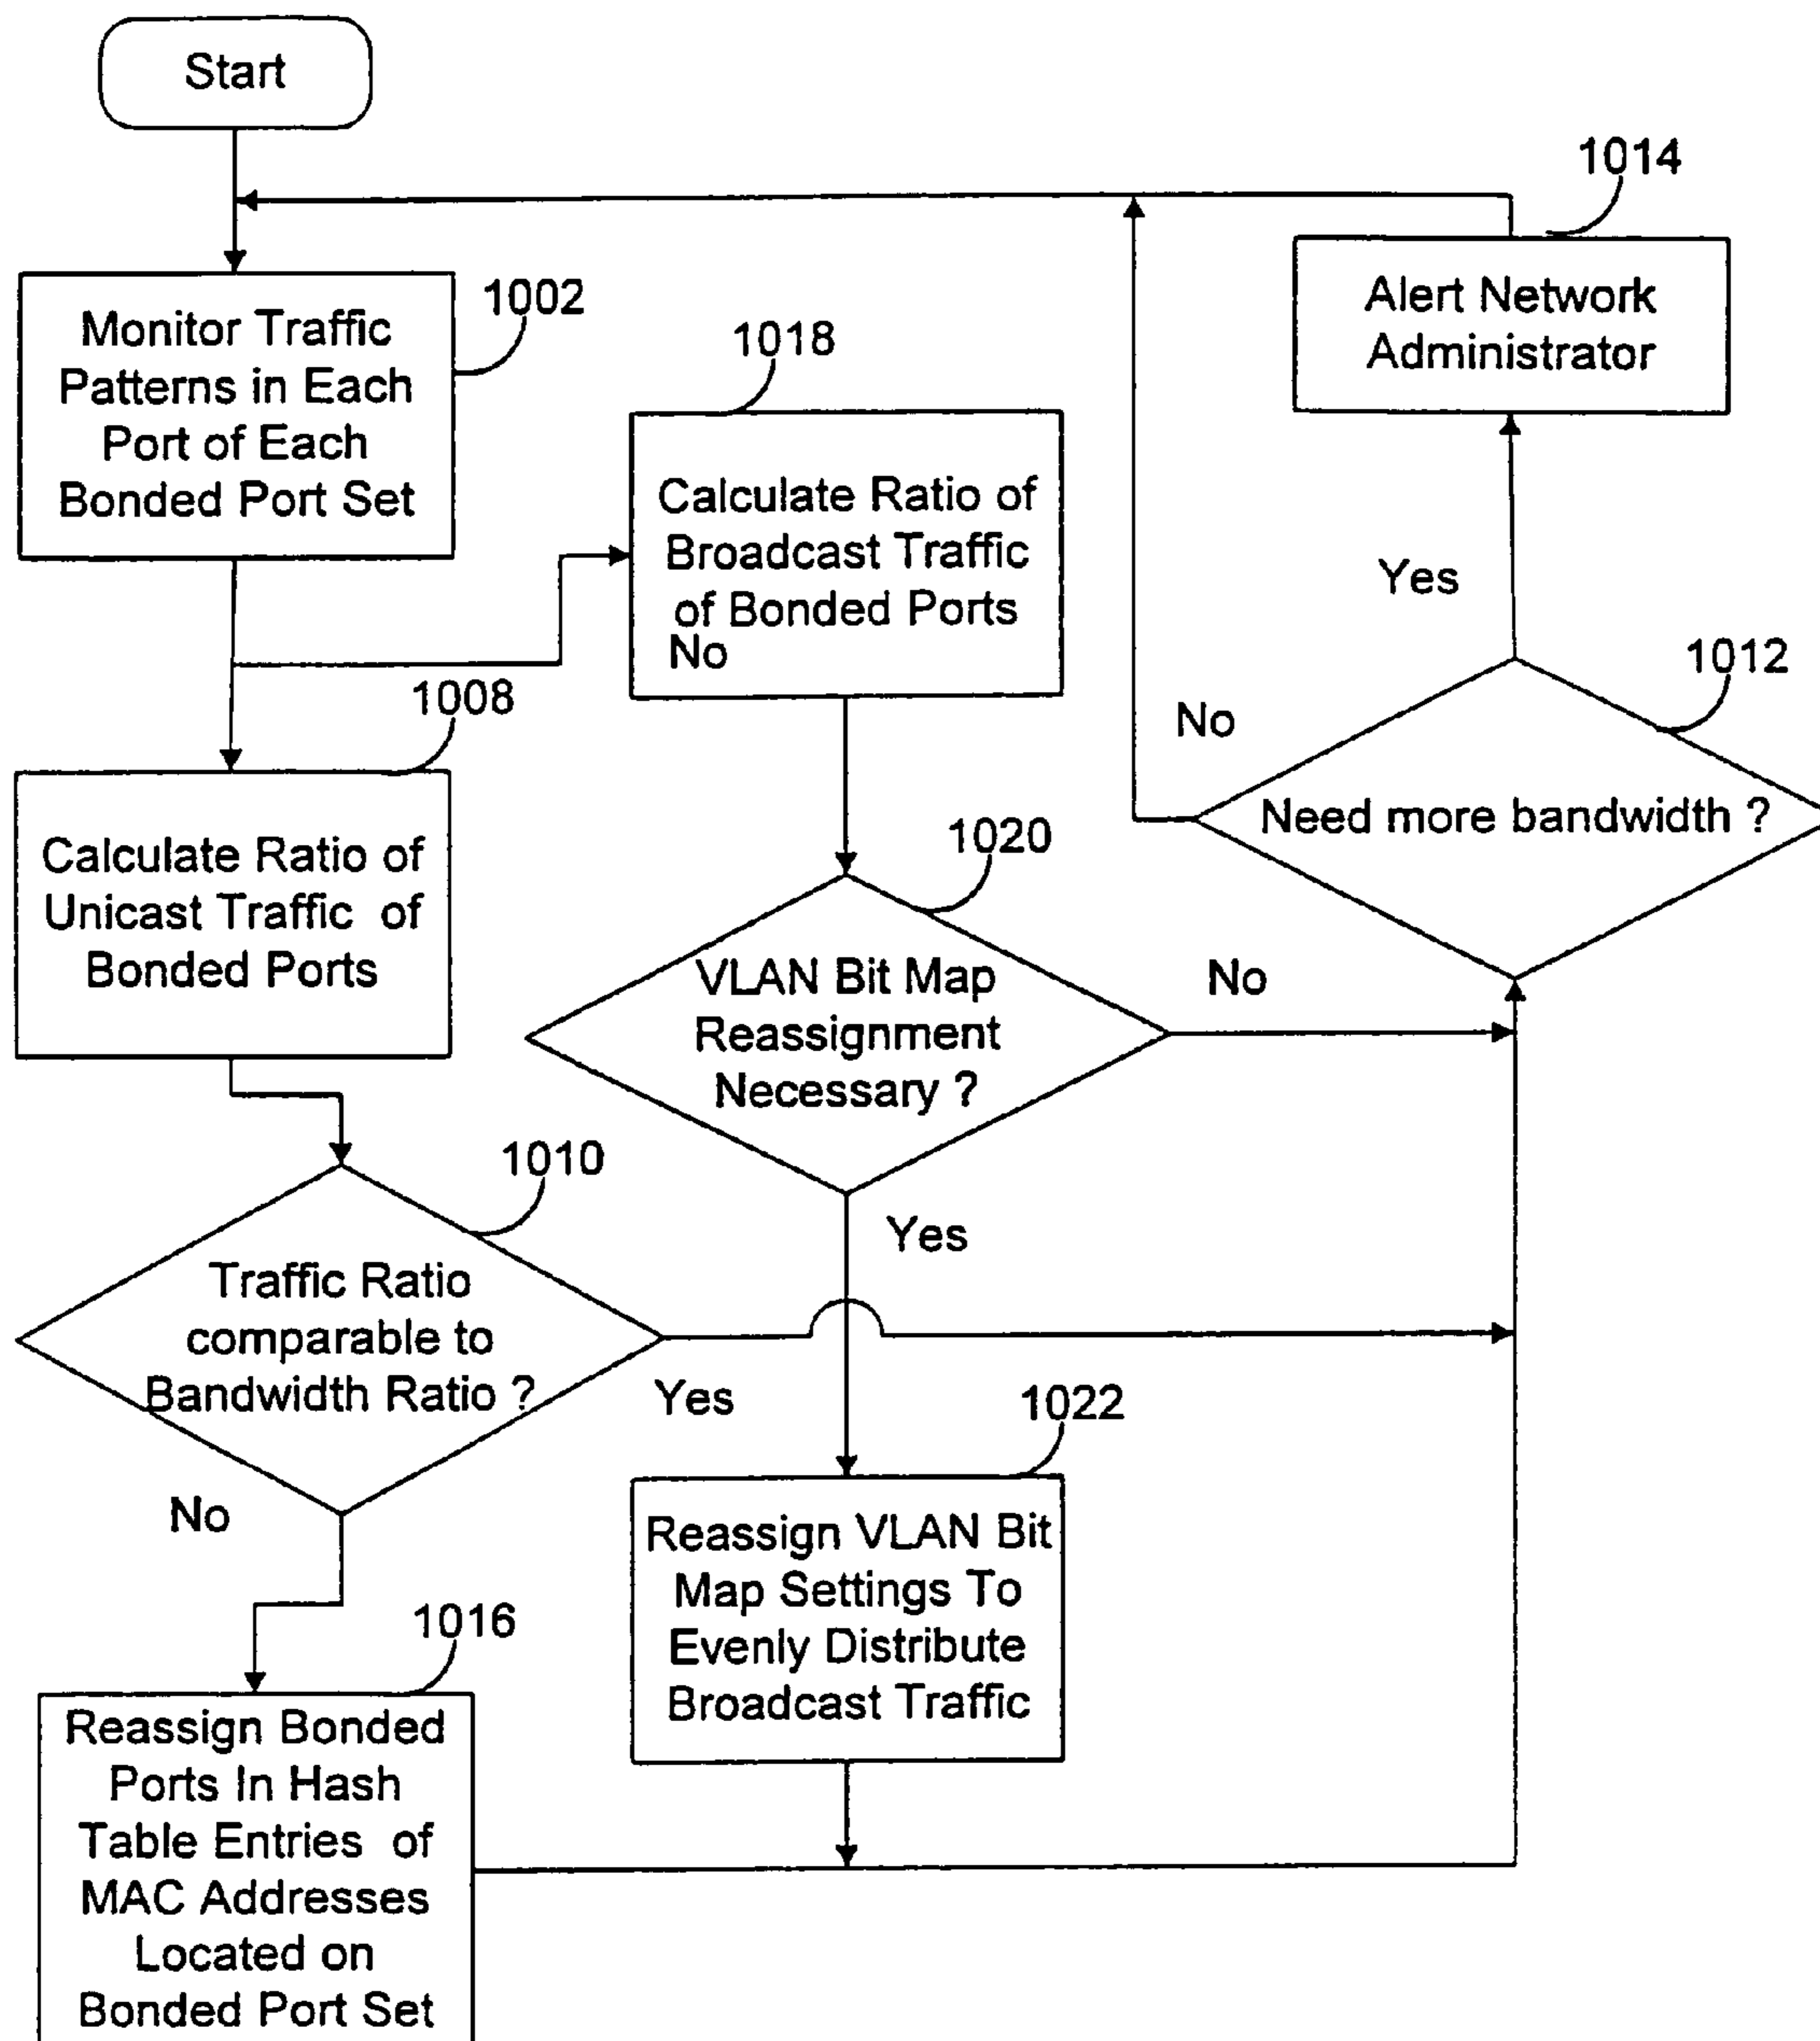 Start
1014
Alert Network
Administrator
1002
Monitor Traffic
Patterns in Each
Port of Each
Bonded Port Set
1018
Calculate Ratio of
Broadcast Traffic
of Bonded Ports
No
Yes
1012
No
Need more bandwidth ?
1008
Calculate Ratio of
Unicast Traffic of
Bonded Ports
1020
VLAN Bit Map
Reassignment
Necessary ?
No
Yes
1010
Traffic Ratio
comparable to
Bandwidth Ratio ?
Yes
No
1022
Reassign VLAN Bit
Map Settings To
Evenly Distribute
Broadcast Traffic
1016
Reassign Bonded
Ports In Hash
Table Entries of
MAC Addresses
Located on
Bonded Port Set